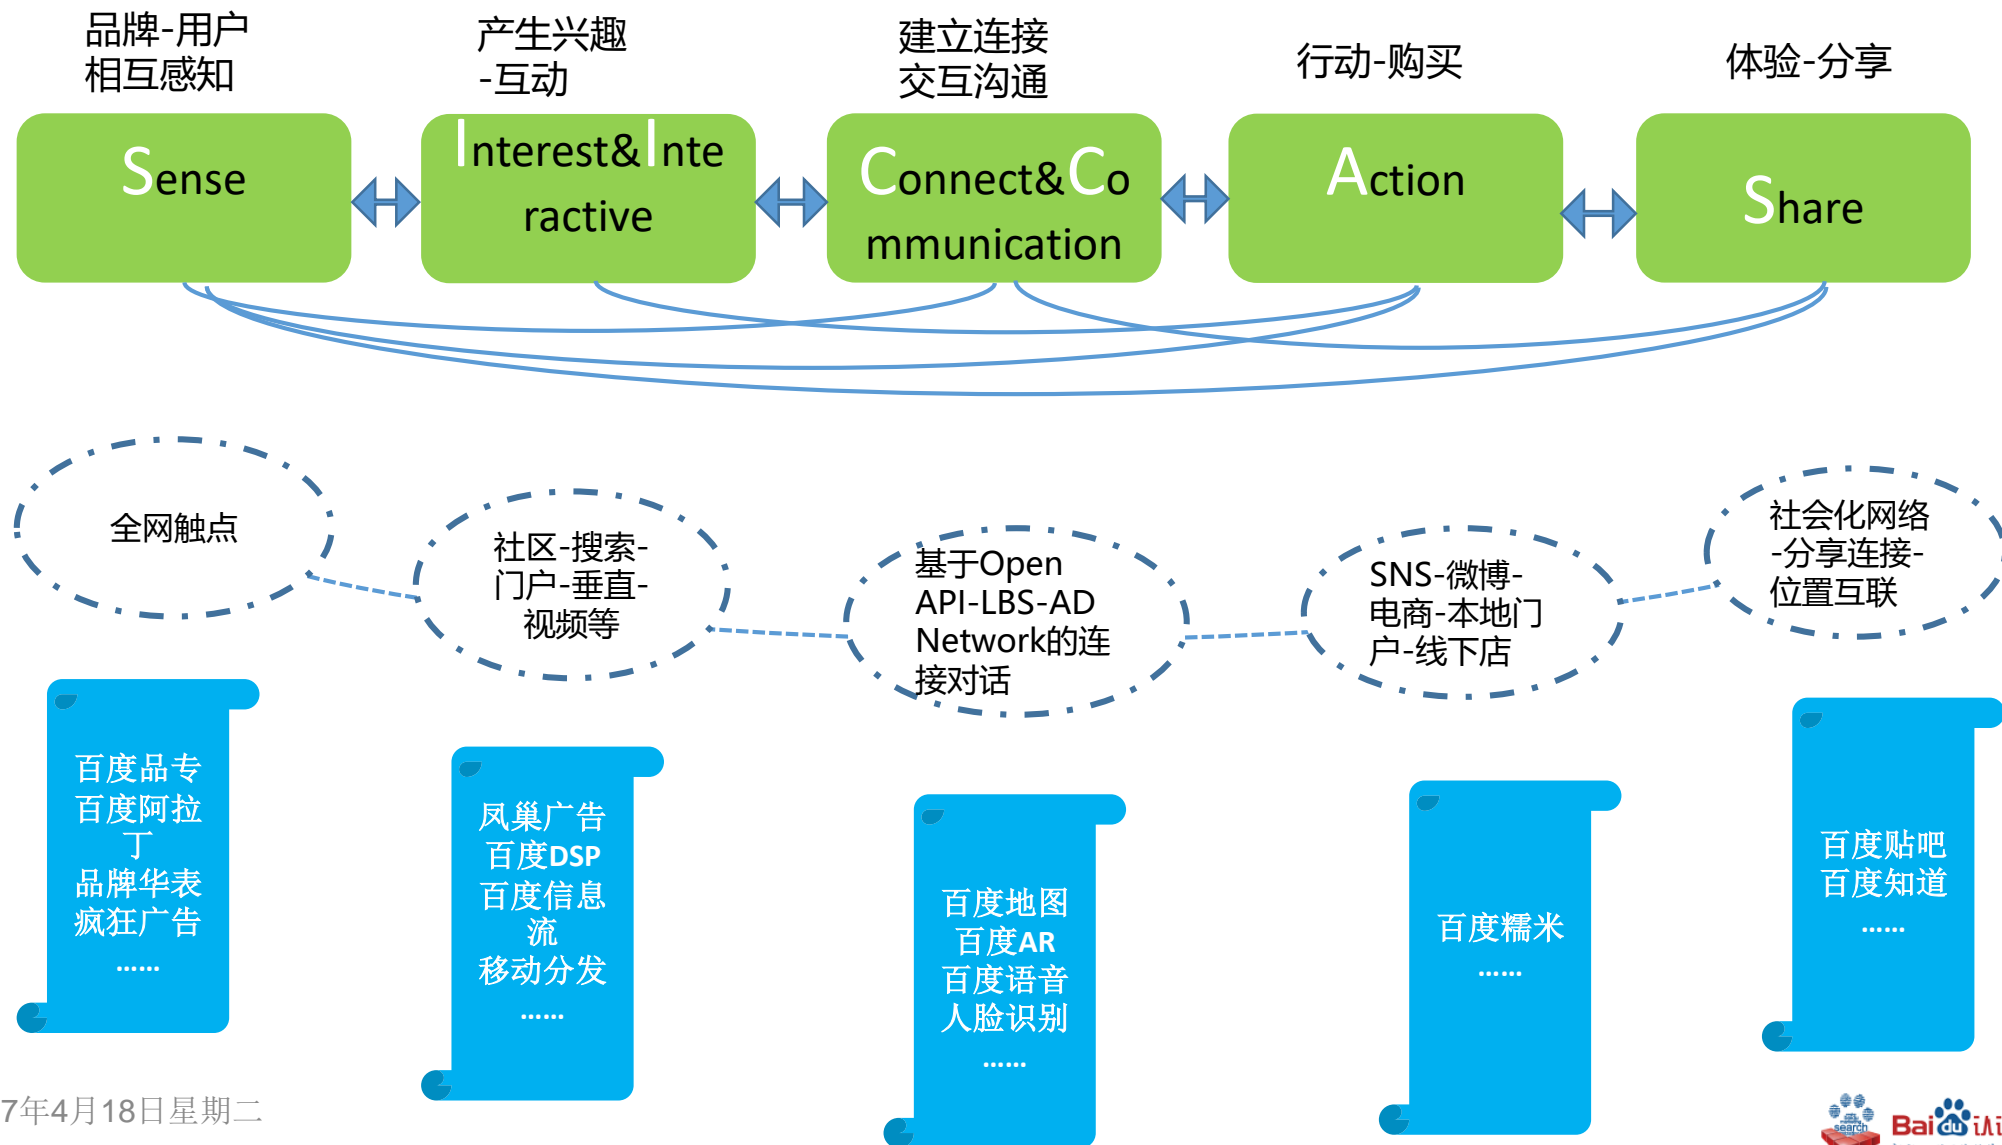 品牌-用户
相互感知
产生兴趣
-互动
建立连接
交互沟通
行动-购买
体验-分享
Sense
Interest&Inte
ractive
Connect&Co
mmunication
Action
Share
全网触点
社区-搜索-
门户-垂直-
视频等
基于Open
API-LBS-AD
Network的连
接对话
SNS-微博-
电商-本地门
户-线下店
社会化网络
-分享连接-
位置互联
百度品专
百度阿拉
丁
品牌华表
疯狂广告
……
凤巢广告
百度DSP
百度信息
流
移动分发
……
百度地图
百度AR
百度语音
人脸识别
……
百度糯米
……
百度贴吧
百度知道
……
7年4月18日星期二
search
Baidu